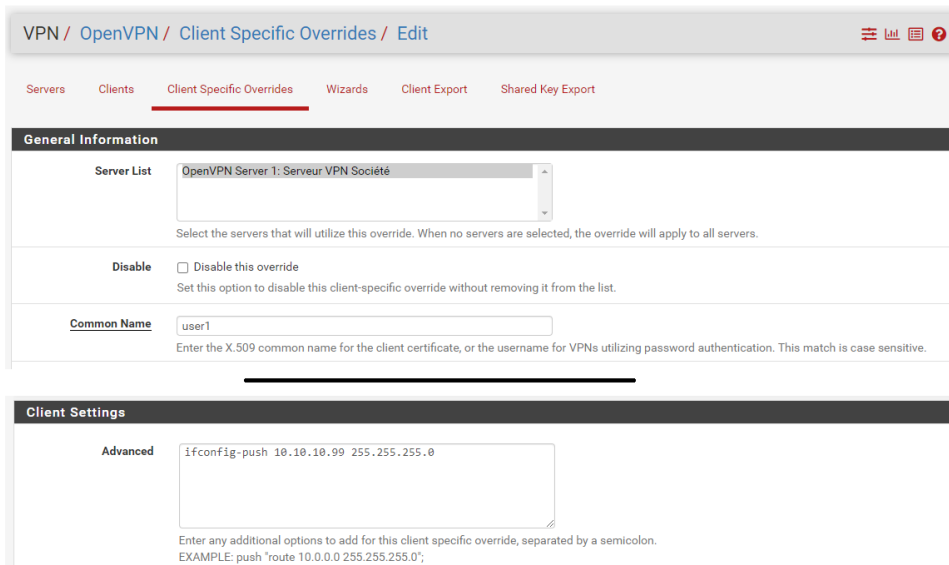 VPN / OpenVPN / Client Specific Overrides / Edit
Servers Clients Client Specific Overrides Wizards Client Export Shared Key Export
General Information
Server List
OpenVPN Server 1: Serveur VPN Société
Select the servers that will utilize this override. When no servers are selected, the override will apply to all servers.
Disable
Disable this override
Set this option to disable this client-specific override without removing it from the list.
Common Name
user1
Enter the X.509 common name for the client certificate, or the username for VPNs utilizing password authentication. This match is case sensitive.
Client Settings
Advanced
ifconfig-push 10.10.10.99 255.255.255.0
Enter any additional options to add for this client specific override, separated by a semicolon.
EXAMPLE: push "route 10.0.0.0 255.255.255.0";